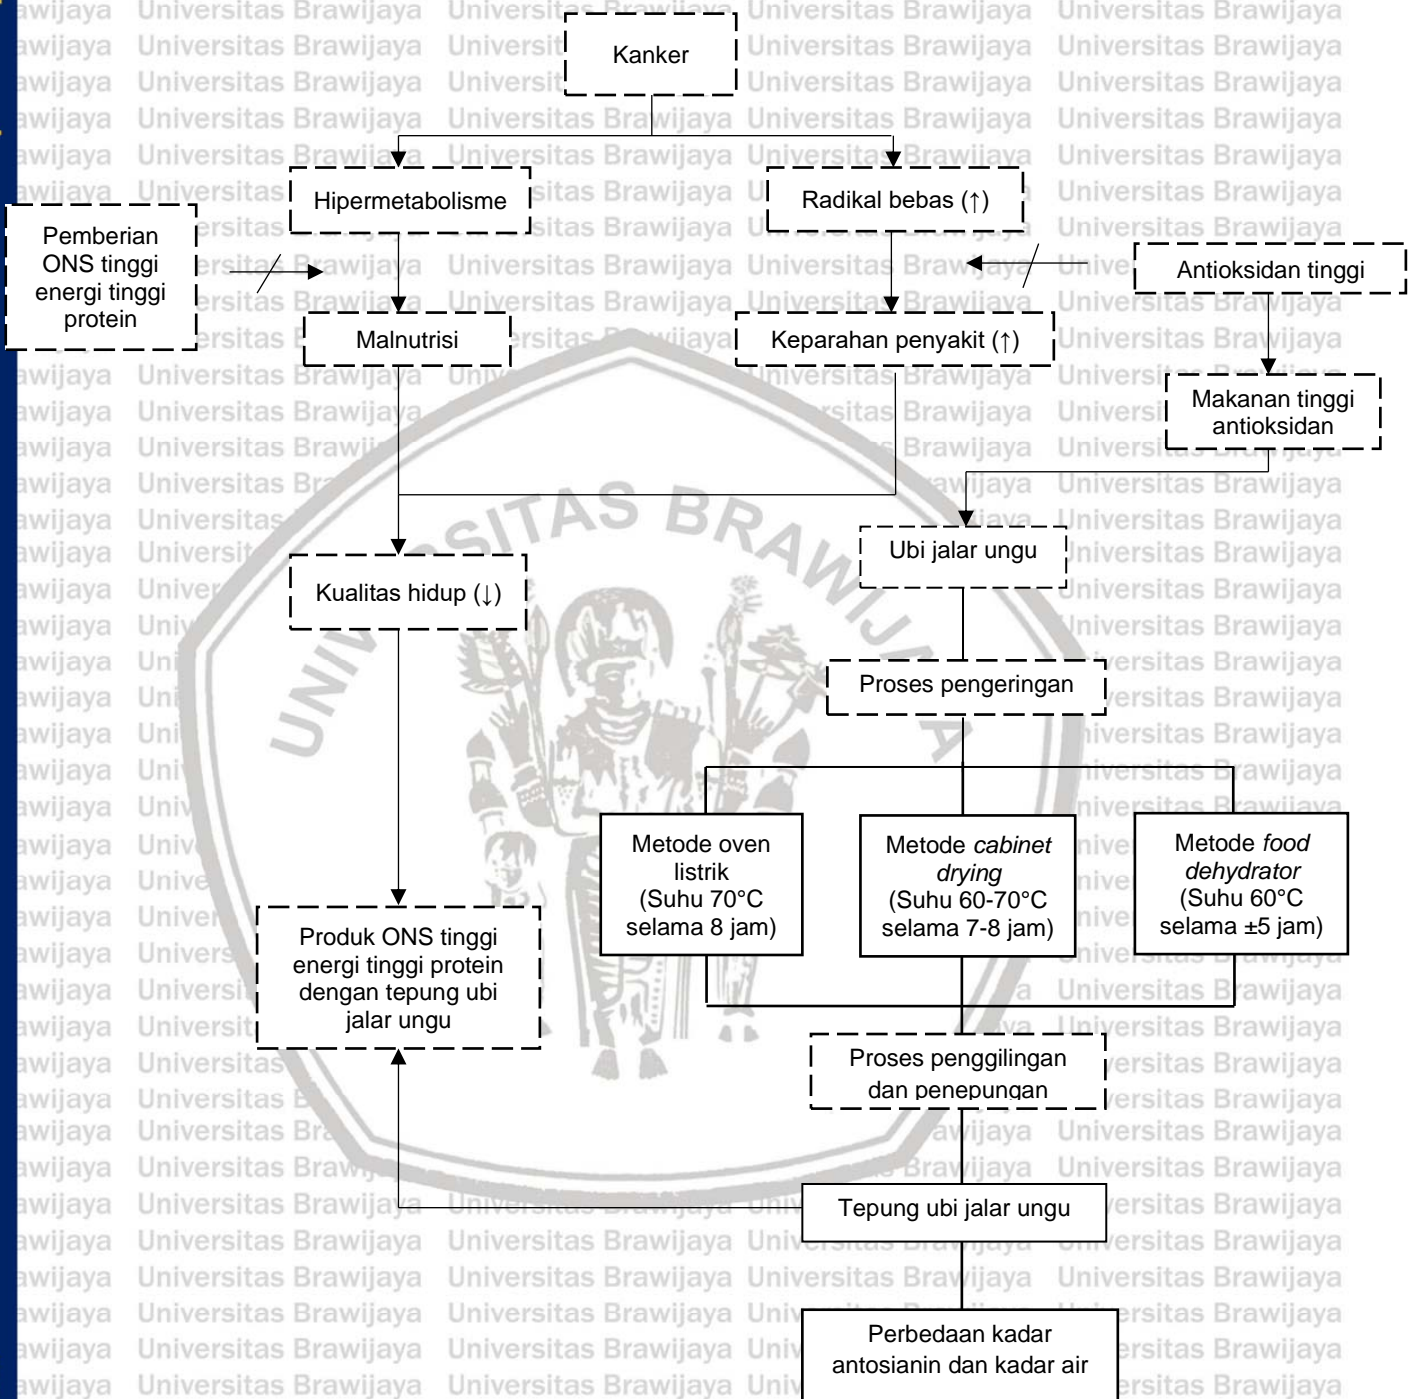 Kanker
Hipermetabolisme
Radikal bebas (↑)
Pemberian
ONS tinggi
energi tinggi
protein
Antioksidan tinggi
Malnutrisi
Keparahan penyakit (↑)
Makanan tinggi
antioksidan
UNIVERSITAS BRAWIJAYA
Ubi jalar ungu
Kualitas hidup (↓)
Proses pengeringan
Metode oven
listrik
(Suhu 70°C
selama 8 jam)
Metode cabinet
drying
(Suhu 60-70°C
selama 7-8 jam)
Metode food
dehydrator
(Suhu 60°C
selama ±5 jam)
Produk ONS tinggi
energi tinggi protein
dengan tepung ubi
jalar ungu
Proses penggilingan
dan penepungan
Tepung ubi jalar ungu
Perbedaan kadar
antosianin dan kadar air